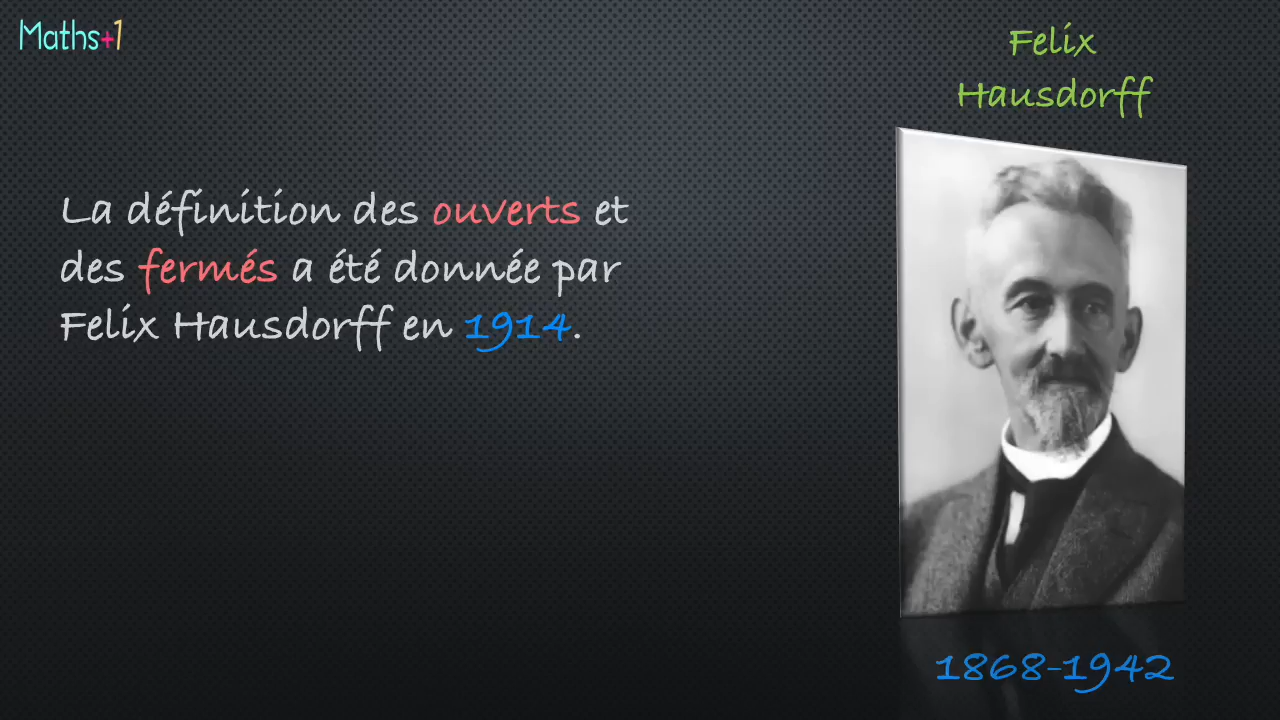 Maths+1
Felix
Hausdorff
La définition des ouverts et
des fermés a été donnée par
Felix Hausdorff en 1914.
1868-1942